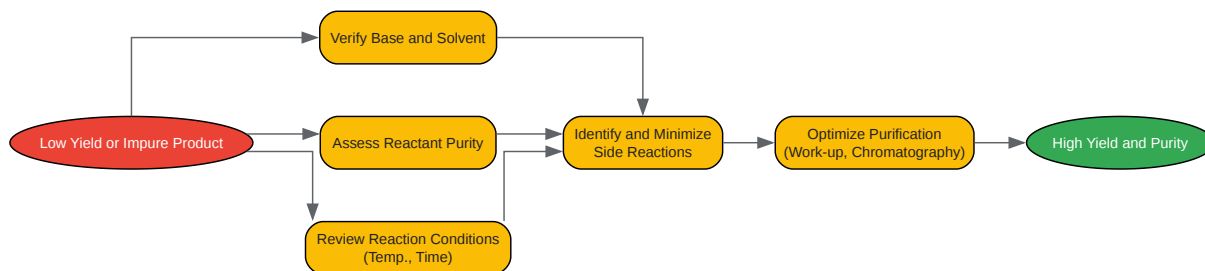 Verify Base and Solvent
Low Yield or Impure Product
Assess Reactant Purity
Identify and Minimize
Side Reactions
Optimize Purification
(Work-up, Chromatography)
High Yield and Purity
Review Reaction Conditions
(Temp., Time)